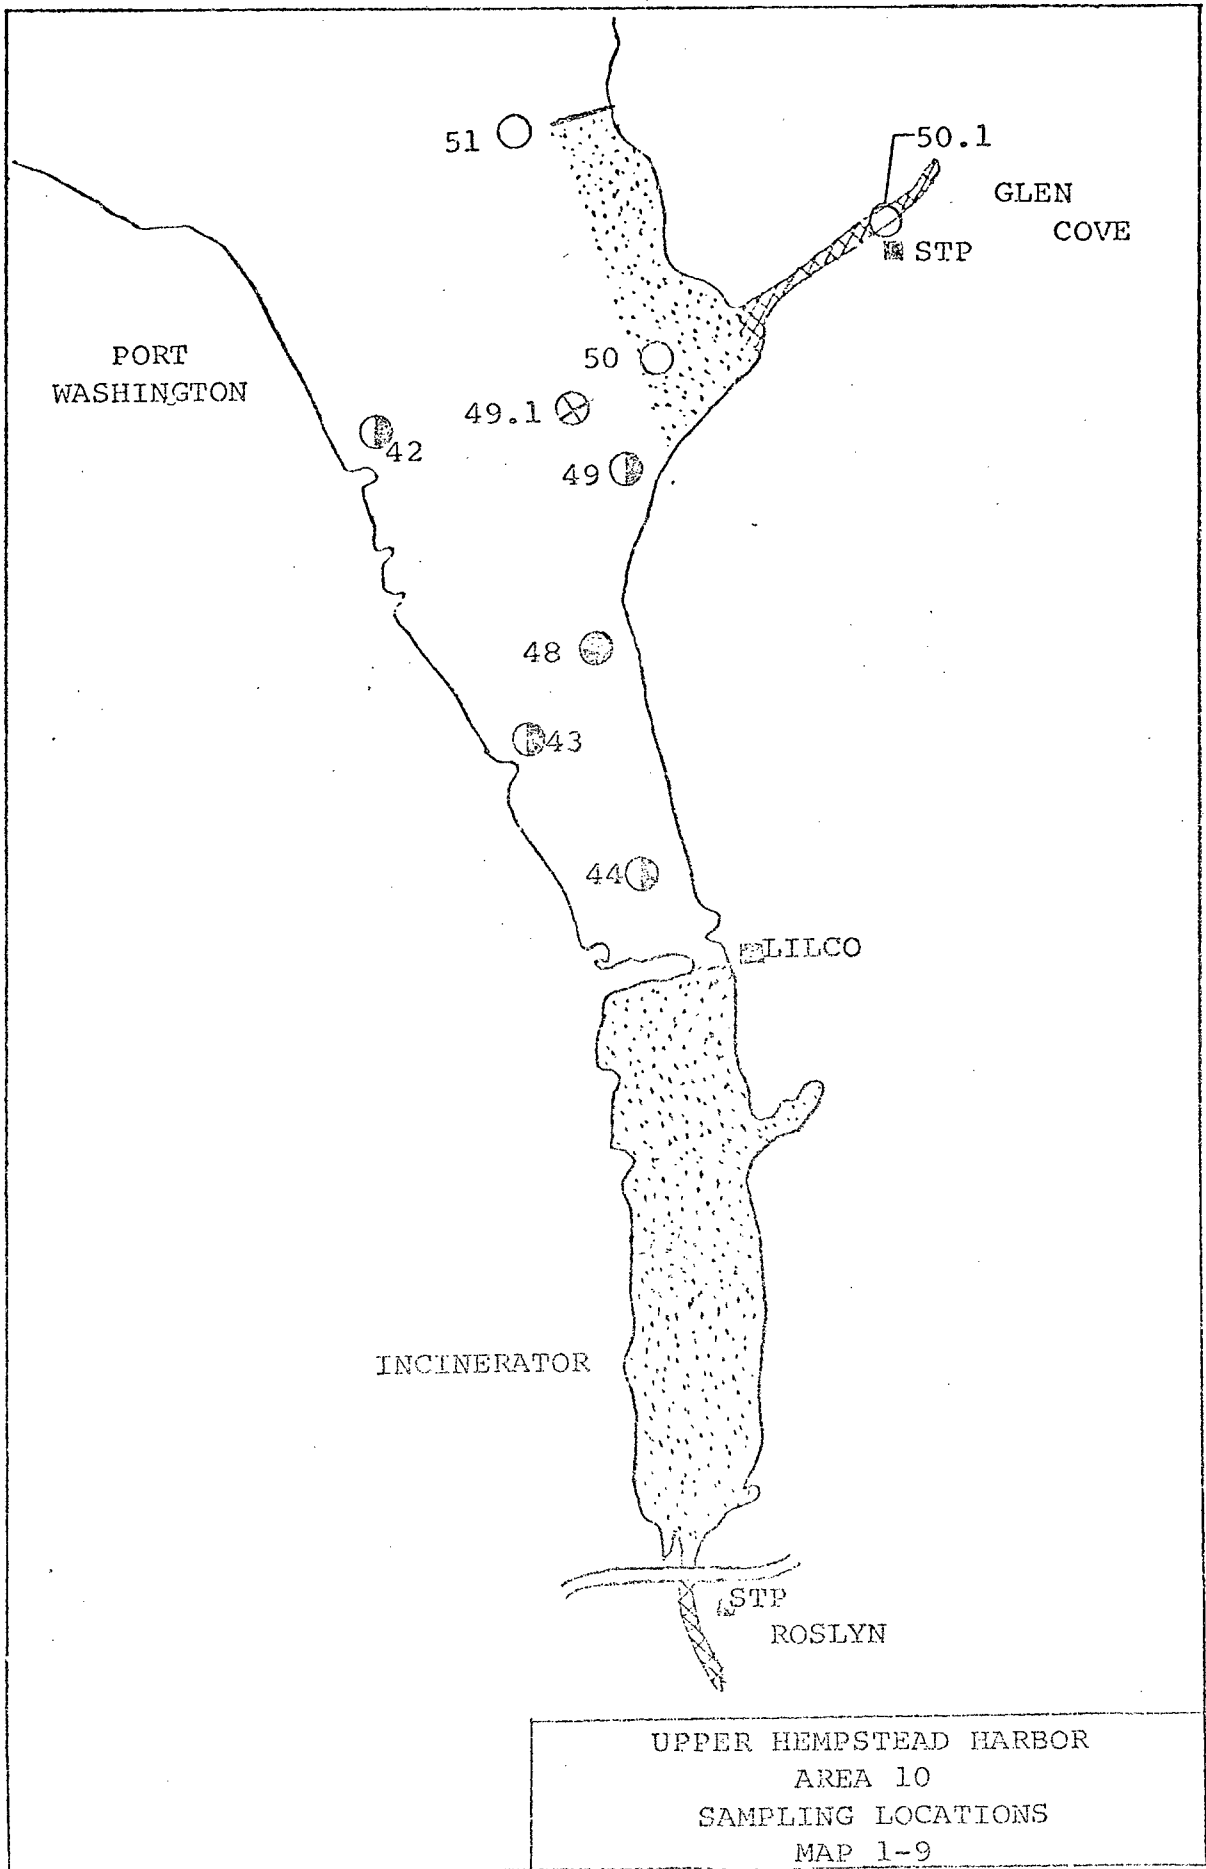 51
50.1
GLEN
COVE
STP
PORT
WASHINGTON
50
49.1
42
49
48
43
44
LILCO
INCINERATOR
STP
ROSLYN
UPPER HEMPSTEAD HARBOR
AREA 10
SAMPLING LOCATIONS
MAP 1-9